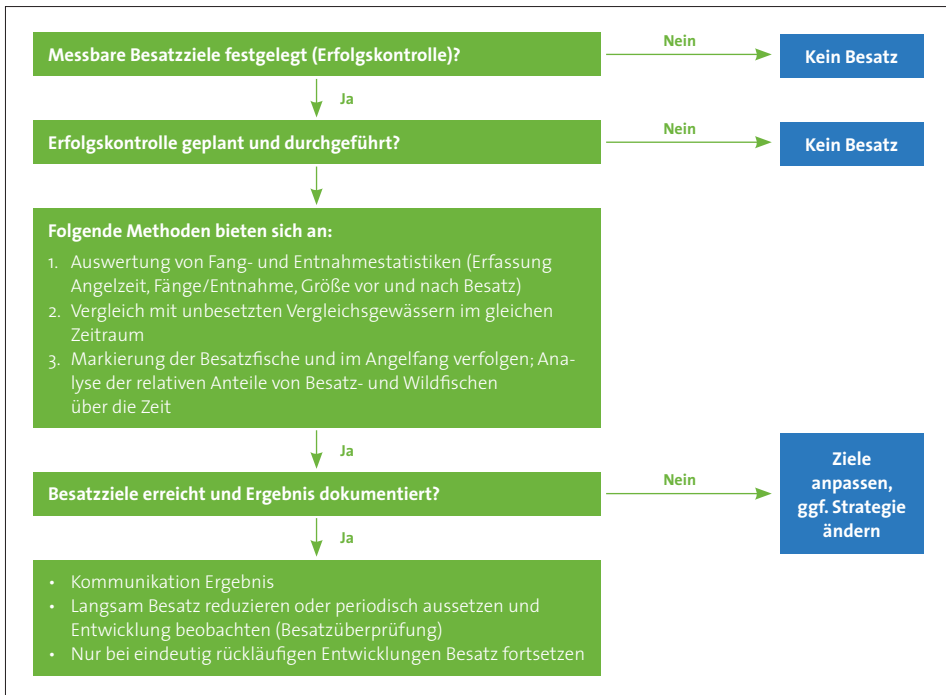 Messbare Besatzziele festgelegt (Erfolgskontrolle)?
Nein
Kein Besatz
Ja
Erfolgskontrolle geplant und durchgeführt?
Nein
Kein Besatz
Folgende Methoden bieten sich an:
1. Auswertung von Fang- und Entnahmestatistiken (Erfassung
Angelzeit, Fänge/Entnahme, Größe vor und nach Besatz)
2. Vergleich mit unbesetzten Vergleichsgewässern im gleichen
Zeitraum
3. Markierung der Besatzfische und im Angelfang verfolgen; Ana-
lyse der relativen Anteile von Besatz- und Wildfischen
über die Zeit
Ja
Besatzziele erreicht und Ergebnis dokumentiert?
Nein
Ziele
anpassen,
ggf. Strategie
ändern
Ja
• Kommunikation Ergebnis
• Langsam Besatz reduzieren oder periodisch aussetzen und
Entwicklung beobachten (Besatzüberprüfung)
• Nur bei eindeutig rückläufigen Entwicklungen Besatz fortsetzen